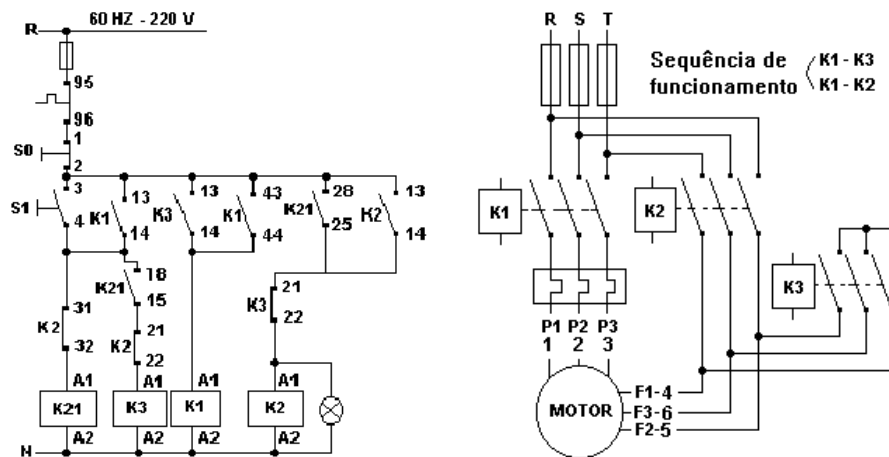 60 HZ - 220 V
R
95
96
1
S0
2
3
S1
4
13
K1
14
13
K3
14
43
K1
44
28
K21
25
13
K2
14
18
K21
15
31
K2
32
21
K2
22
21
K3
22
A1
K21
A2
A1
K3
A2
A1
K1
A2
A1
K2
A2
N
R S T
Sequência de funcionamento
K1 - K3
K1 - K2
K1
K2
K3
P1 P2 P3
1 2 3
MOTOR
F1-4
F3-6
F2-5